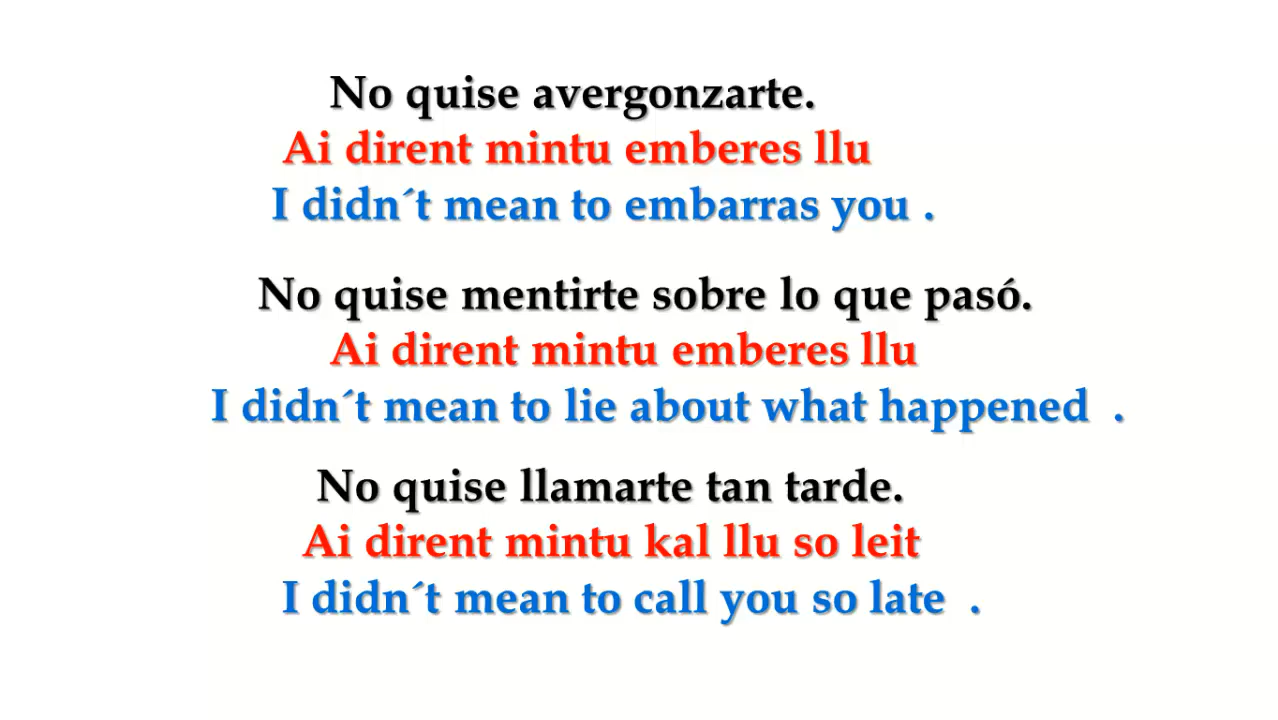 No quise avergonzarte.
Ai dirent mintu emberes llu
I didn´t mean to embarras you .
No quise mentirte sobre lo que pasó.
Ai dirent mintu emberes llu
I didn´t mean to lie about what happened .
No quise llamarte tan tarde.
Ai dirent mintu kal llu so leit
I didn´t mean to call you so late .